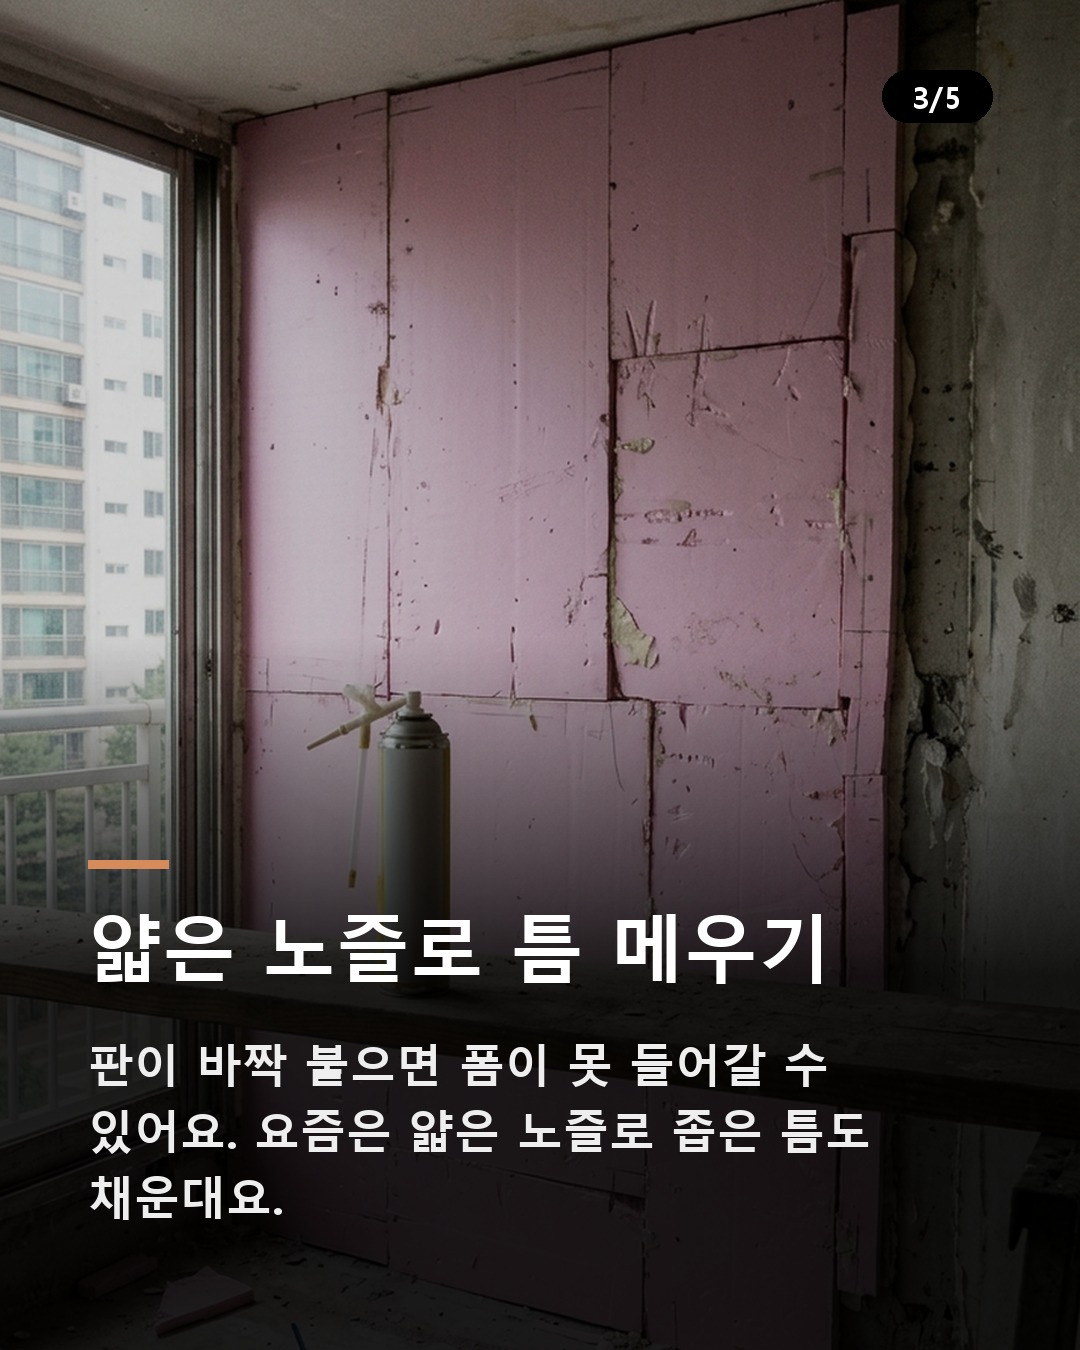 3/5
얇은 노즐로 틈 메우기
판이 바짝 붙으면 폼이 못 들어갈 수
있어요. 요즘은 얇은 노즐로 좁은 틈도
채운대요.